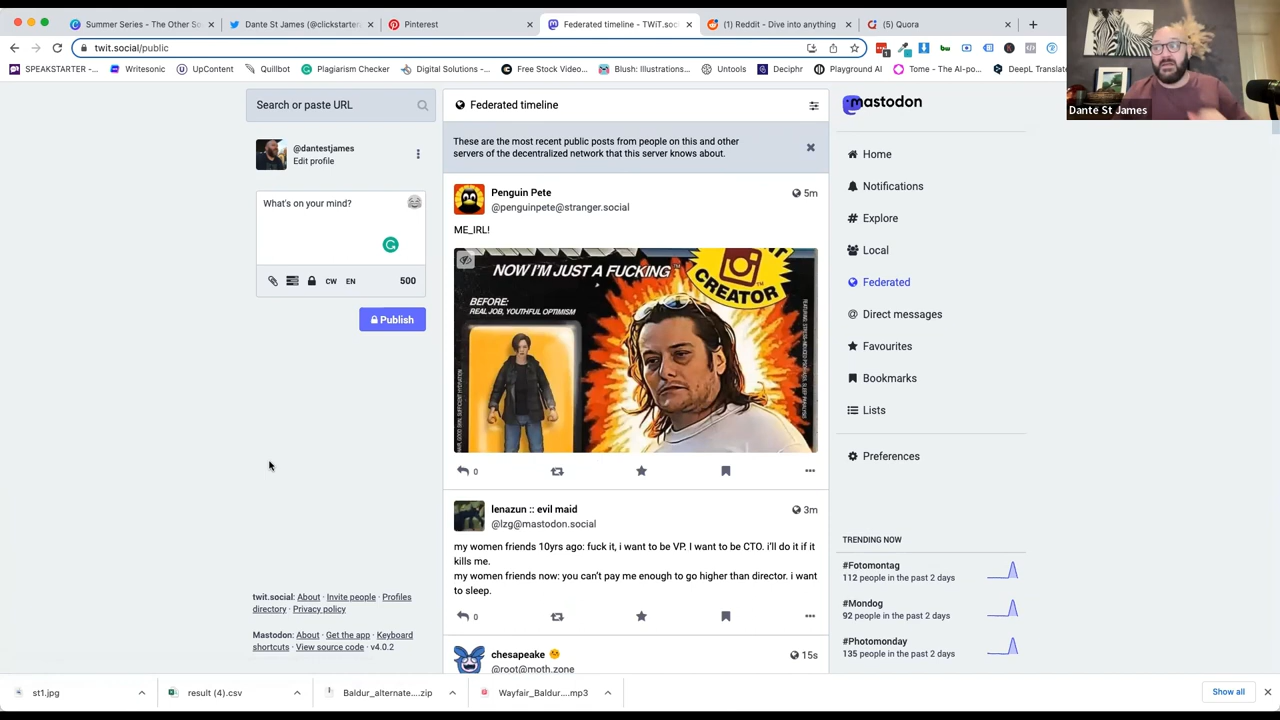 Summer Series - The Other So
Dante St James (@clickstarter
Pinterest
Federated timeline - TWiT.soc
(1) Reddit - Dive into anything
(5) Quora
twit.social/public
SPEAKSTARTER -...
Writesonic
UpContent
Quillbot
Plagiarism Checker
Digital Solutions -...
Free Stock Video...
Blush: Illustrations...
Untools
Deciphr
Playground AI
Tome - The AI-po...
DeepL Translate
Dante St James
Search or paste URL
@dantestjames
Edit profile
What's on your mind?
CW EN 500
Publish
twit.social: About · Invite people · Profiles
directory · Privacy policy
Mastodon: About · Get the app · Keyboard
shortcuts · View source code · v4.0.2
Federated timeline
These are the most recent public posts from people on this and other
servers of the decentralized network that this server knows about.
Penguin Pete
5m
@penguinpete@stranger.social
ME_IRL!
NOW I'M JUST A FUCKING
CREATOR
BEFORE:
REAL JOB, YOUTHFUL OPTIMISM
0
lenazun :: evil maid
3m
@lzg@mastodon.social
my women friends 10yrs ago: fuck it, i want to be VP. I want to be CTO. i'll do it if it
kills me.
my women friends now: you can't pay me enough to go higher than director. i want
to sleep.
0
chesapeake
15s
@root@moth.zone
mastodon
Home
Notifications
Explore
Local
Federated
Direct messages
Favourites
Bookmarks
Lists
Preferences
TRENDING NOW
#Fotomontag
112 people in the past 2 days
#Mondog
92 people in the past 2 days
#Photomonday
135 people in the past 2 days
st1.jpg
result (4).csv
Baldur_alternate....zip
Wayfair_Baldur....mp3
Show all